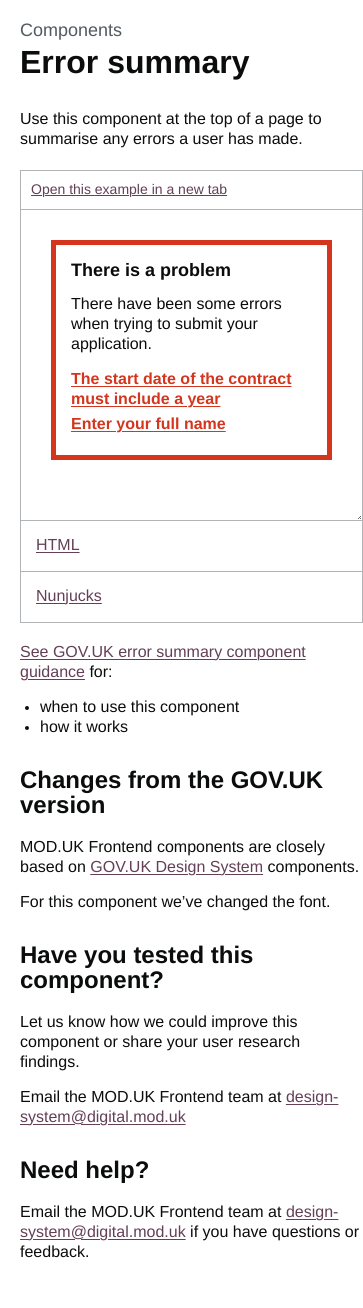 Components
Error summary
Use this component at the top of a page to
summarise any errors a user has made.
Open this example in a new tab
There is a problem
There have been some errors
when trying to submit your
application.
The start date of the contract
must include a year
Enter your full name
HTML
Nunjucks
See GOV.UK error summary component
guidance for:
• when to use this component
• how it works
Changes from the GOV.UK
version
MOD.UK Frontend components are closely
based on GOV.UK Design System components.
For this component we’ve changed the font.
Have you tested this
component?
Let us know how we could improve this
component or share your user research
findings.
Email the MOD.UK Frontend team at design-
system@digital.mod.uk
Need help?
Email the MOD.UK Frontend team at design-
system@digital.mod.uk if you have questions or
feedback.